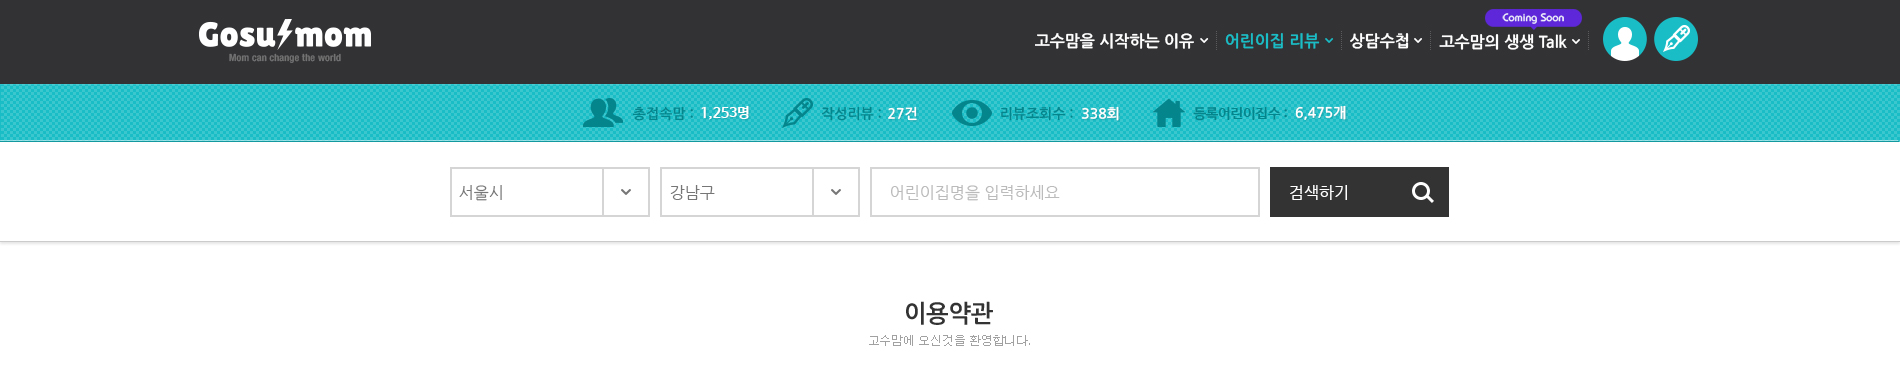 Gosu mom
Mom can change the world
Coming Soon
고수맘을 시작하는 이유 어린이집 리뷰 상담수첩 고수맘의 생생 Talk
총접속맘 : 1,253명 작성리뷰 : 27건 리뷰조회수 : 338회 등록어린이집수 : 6,475개
서울시 강남구 어린이집명을 입력하세요 검색하기
이용약관
고수맘에 오신것을 환영합니다.